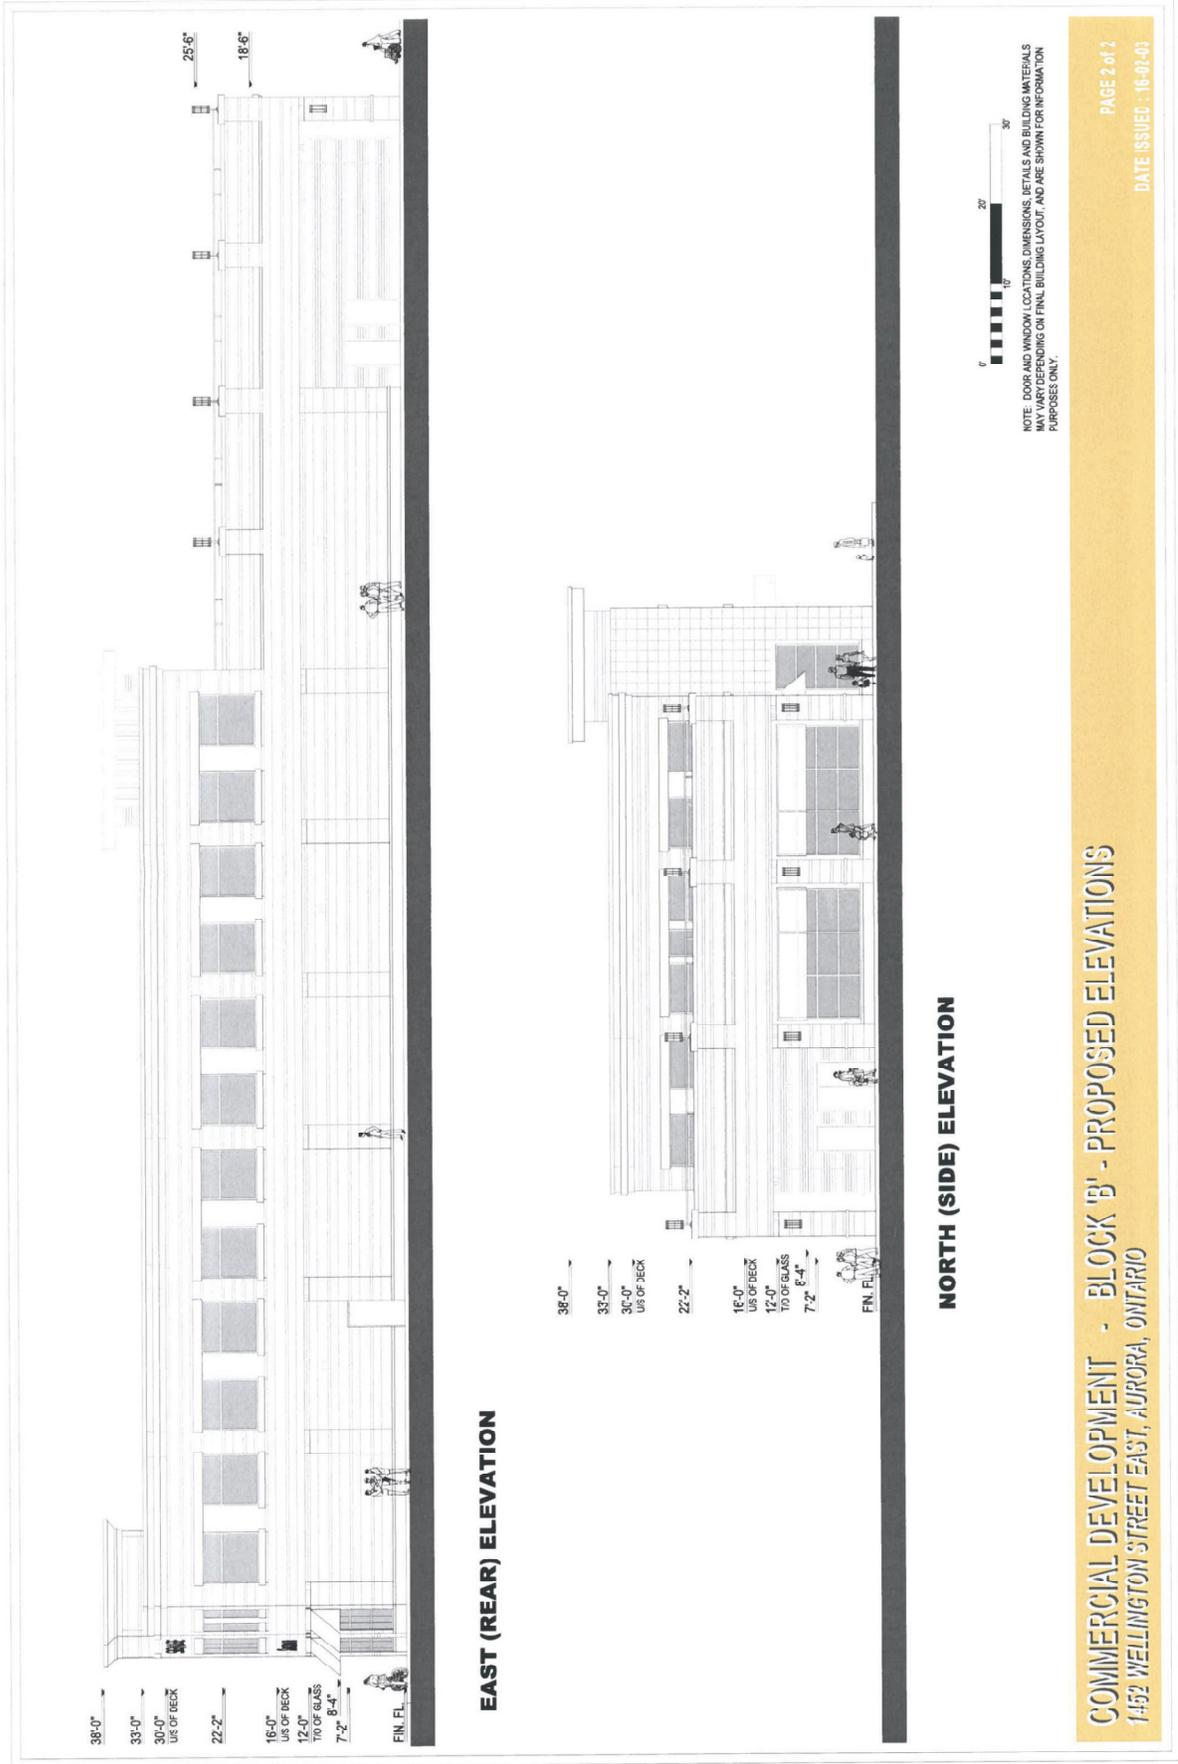 38'-0"
33'-0"
30'-0"
U/S OF DECK
22'-2"
16'-0"
U/S OF DECK
12'-0"
T/O OF GLASS
8'-4"
7'-2"
FIN. FL.
25'-6"
18'-6"
EAST (REAR) ELEVATION
38'-0"
33'-0"
30'-0"
U/S OF DECK
22'-2"
16'-0"
U/S OF DECK
12'-0"
T/O OF GLASS
8'-4"
7'-2"
FIN. FL.
NORTH (SIDE) ELEVATION
0' 10' 20' 30'
NOTE: DOOR AND WINDOW LOCATIONS, DIMENSIONS, DETAILS AND BUILDING MATERIALS
MAY VARY DEPENDING ON FINAL BUILDING LAYOUT, AND ARE SHOWN FOR INFORMATION
PURPOSES ONLY.
COMMERCIAL DEVELOPMENT - BLOCK 'B' - PROPOSED ELEVATIONS
1452 WELLINGTON STREET EAST, AURORA, ONTARIO
PAGE 2 of 2
DATE ISSUED : 16-02-03